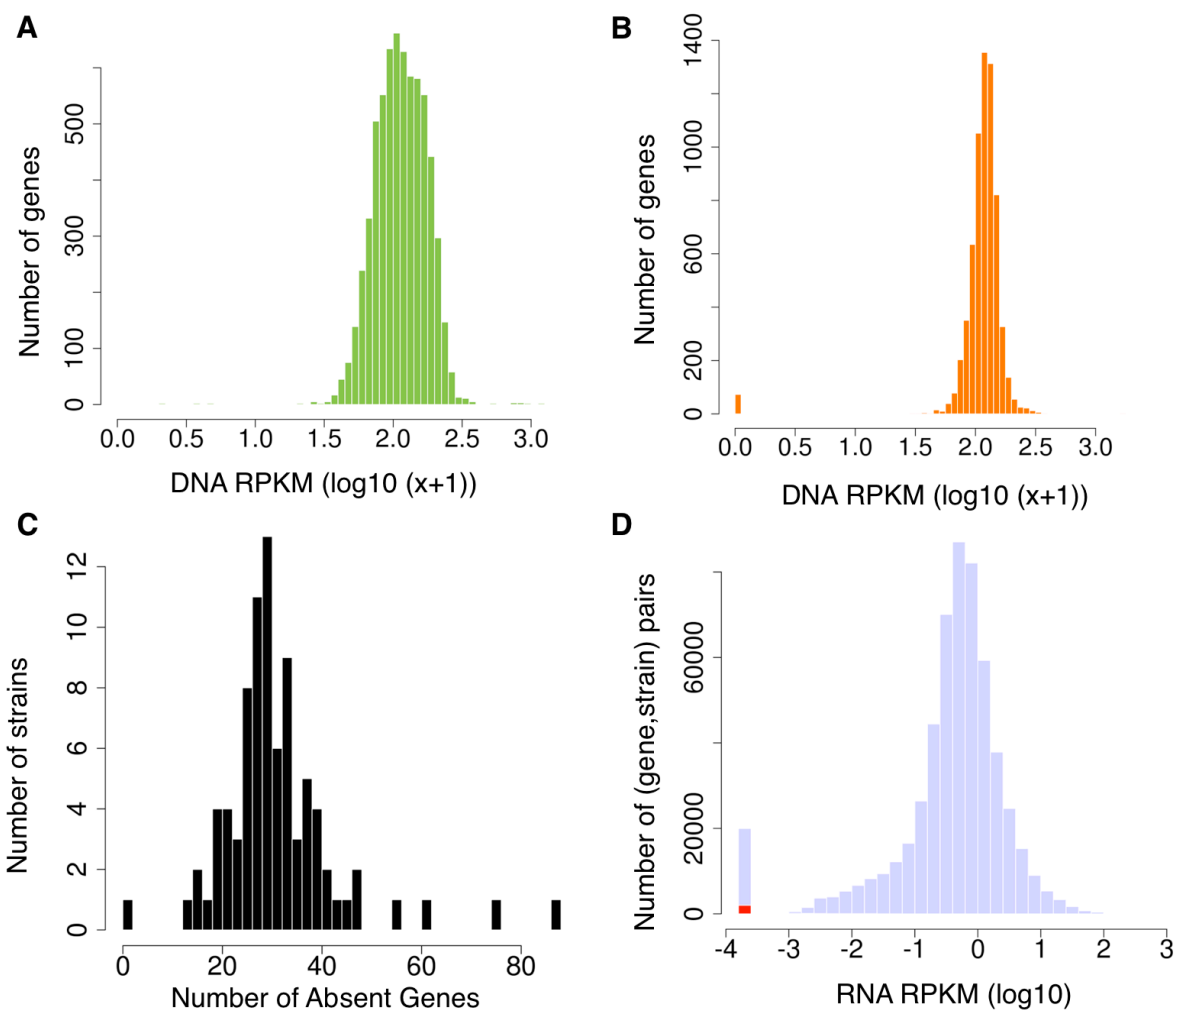 A
Number of genes
500
300
100
0
0.0 0.5 1.0 1.5 2.0 2.5 3.0
DNA RPKM (log10 (x+1))
B
Number of genes
1400
1000
600
200
0
0.0 0.5 1.0 1.5 2.0 2.5 3.0
DNA RPKM (log10 (x+1))
C
Number of strains
12
10
8
6
4
2
0
0 20 40 60 80
Number of Absent Genes
D
Number of (gene,strain) pairs
60000
20000
0
-4 -3 -2 -1 0 1 2 3
RNA RPKM (log10)